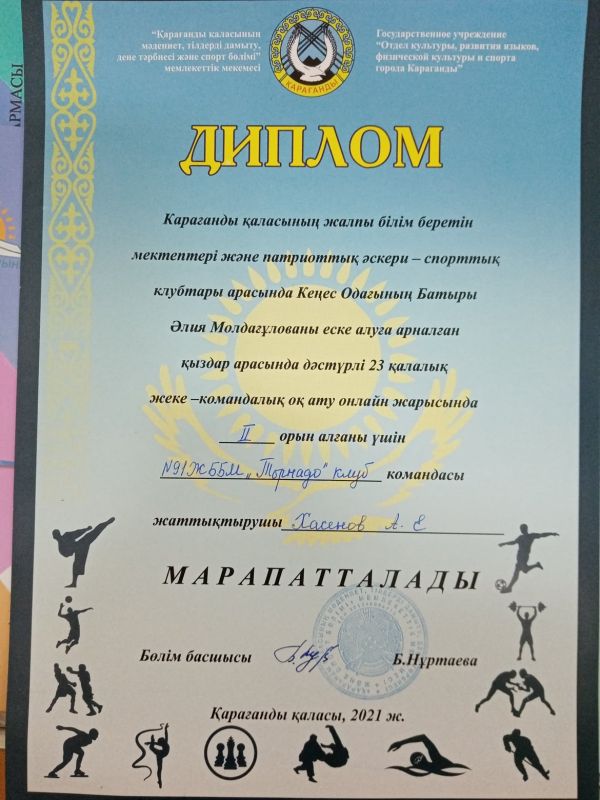 "Қарағанды қаласының
мәдениет, тілдерді дамыту,
дене тәрбиесі және спорт бөлімі"
мемлекеттік мекемесі
Государственное учреждение
"Отдел культуры, развития языков,
физической культуры и спорта
города Караганды"
ҚАРАҒАНДЫ
РМАСЫ
ДИПЛОМ
Қарағанды қаласының жалпы білім беретін
мектептері және патриоттық әскери – спорттық
клубтары арасында Кеңес Одағының Батыры
Әлия Молдағұлованы еске алуға арналған
қыздар арасында дәстүрлі 23 қалалық
жеке –командалық оқ ату онлайн жарысында
II орын алғаны үшін
№91ЖББМ „Торнадо" клуб командасы
жаттықтырушы Хасенов А. Е
МАРАПАТТАЛАДЫ
Бөлім басшысы Б.Нұртаева
Қарағанды қаласы, 2021 ж.